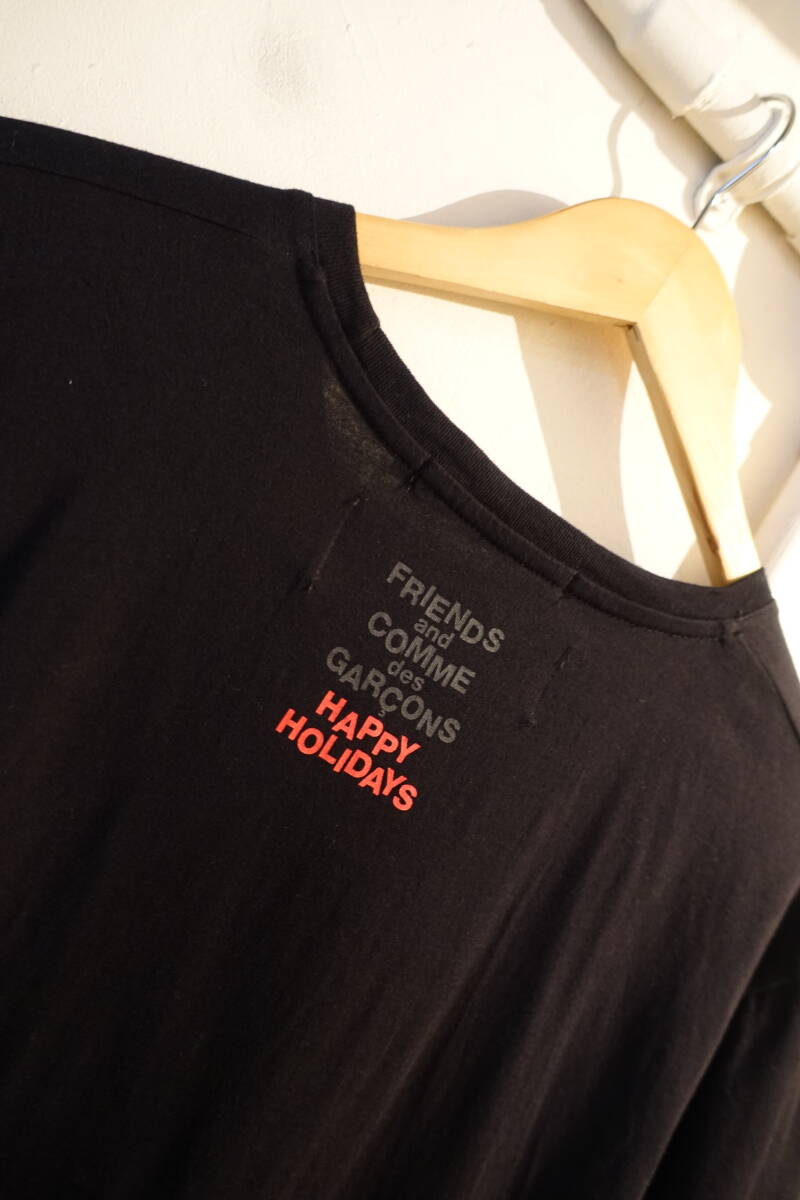 FRIENDS
and
COMME
des
GARÇONS
HAPPY
HOLIDAYS